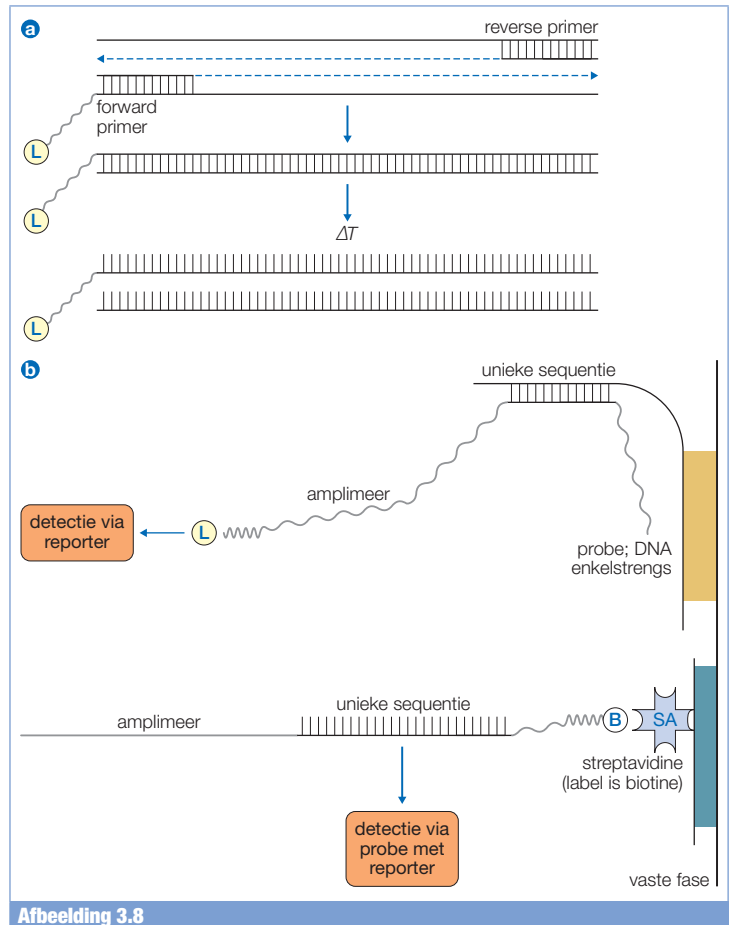 a
reverse primer
forward
primer
L
L
ΔT
L
b
unieke sequentie
amplimeer
detectie via
reporter
L
probe; DNA
enkelstrengs
unieke sequentie
amplimeer
B
SA
streptavidine
(label is biotine)
detectie via
probe met
reporter
vaste fase
Afbeelding 3.8